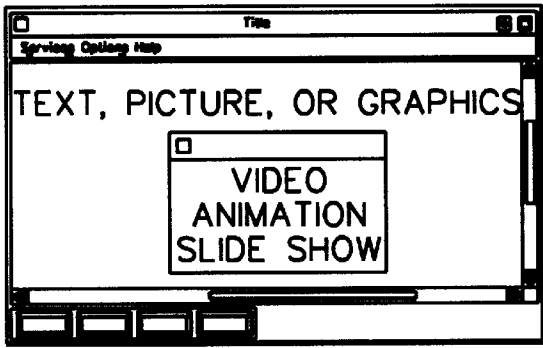 Title
Services Options Help
TEXT, PICTURE, OR GRAPHICS
VIDEO
ANIMATION
SLIDE SHOW